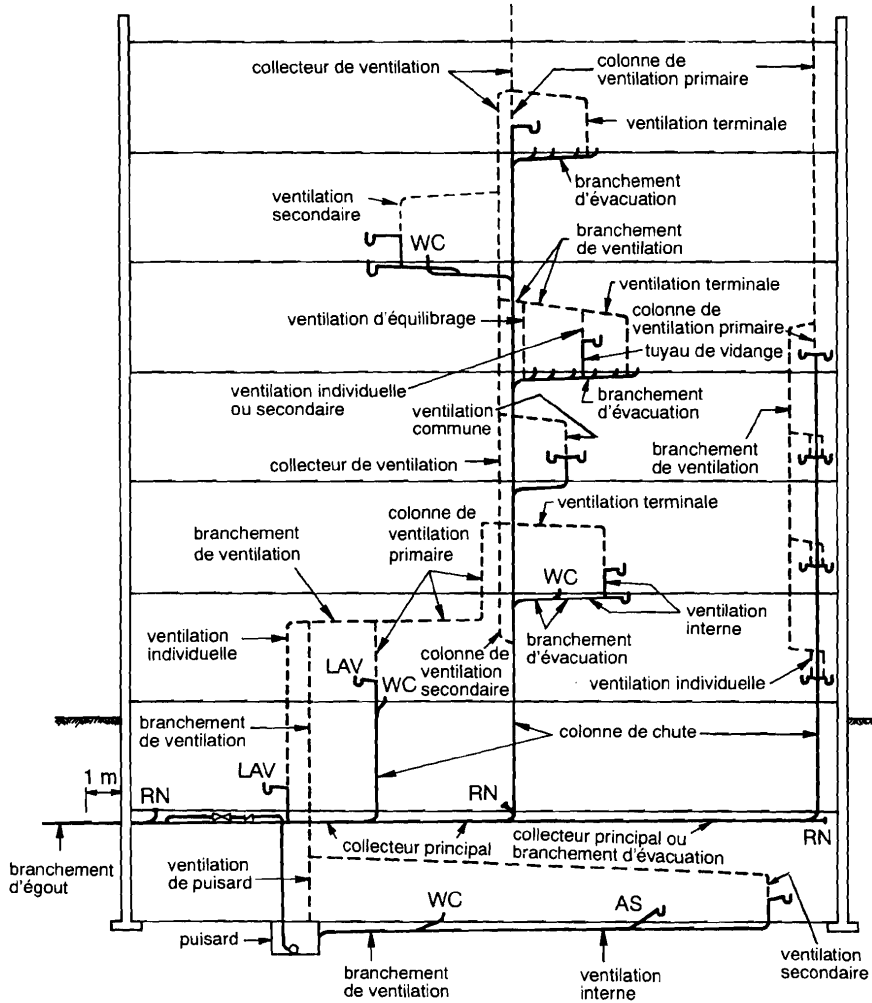 collecteur de ventilation
colonne de
ventilation primaire
ventilation terminale
branchement
d'évacuation
ventilation
secondaire
WC
branchement
de ventilation
ventilation terminale
colonne de
ventilation primaire
ventilation d'équilibrage
tuyau de vidange
ventilation individuelle
ou secondaire
branchement
d'évacuation
ventilation
commune
branchement
de ventilation
collecteur de ventilation
ventilation terminale
colonne de
ventilation
primaire
branchement
de ventilation
WC
ventilation
interne
branchement
d'évacuation
ventilation
individuelle
colonne de
ventilation
secondaire
LAV
WC
ventilation individuelle
branchement
de ventilation
colonne de chute
1 m
LAV
RN
RN
RN
collecteur principal
collecteur principal ou
branchement d'évacuation
branchement
d'égout
ventilation
de puisard
WC
AS
puisard
branchement
de ventilation
ventilation
interne
ventilation
secondaire